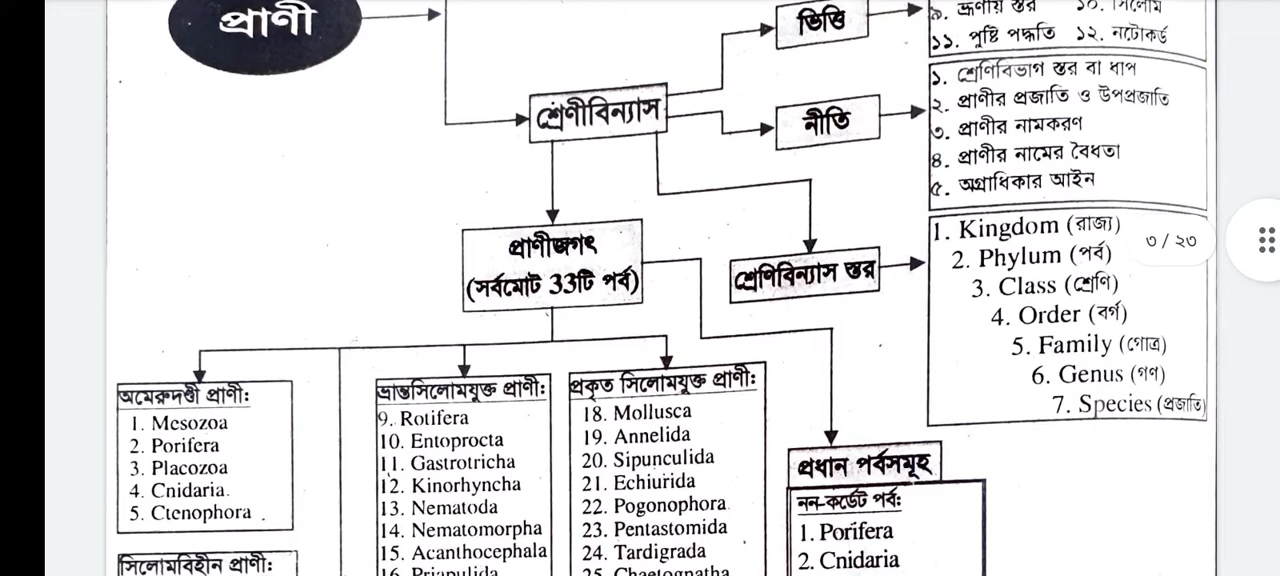 প্রাণী
ভিত্তি
৯. ভ্রূণীয় স্তর ১০. সিলোম
১১. পুষ্টি পদ্ধতি ১২. নটোকর্ড
শ্রেণীবিন্যাস
নীতি
১. শ্রেণিবিভাগ স্তর বা ধাপ
২. প্রাণীর প্রজাতি ও উপপ্রজাতি
৩. প্রাণীর নামকরণ
৪. প্রাণীর নামের বৈধতা
৫. অগ্রাধিকার আইন
প্রাণীজগৎ
(সর্বমোট 33টি পর্ব)
শ্রেণিবিন্যাস স্তর
1. Kingdom (রাজ্য)
2. Phylum (পর্ব)
3. Class (শ্রেণি)
4. Order (বর্গ)
5. Family (গোত্র)
6. Genus (গণ)
7. Species (প্রজাতি)
৩ / ২৩
অমেরুদণ্ডী প্রাণী:
1. Mesozoa
2. Porifera
3. Placozoa
4. Cnidaria.
5. Ctenophora
সিলোমবিহীন প্রাণী:
ভ্রান্তসিলোমযুক্ত প্রাণী:
9. Rotifera
10. Entoprocta
11. Gastrotricha
12. Kinorhyncha
13. Nematoda
14. Nematomorpha
15. Acanthocephala
16. Priapulida
প্রকৃত সিলোমযুক্ত প্রাণী:
18. Mollusca
19. Annelida
20. Sipunculida
21. Echiurida
22. Pogonophora
23. Pentastomida
24. Tardigrada
25. Chaetognatha
প্রধান পর্বসমূহ
নন-কর্ডেট পর্ব:
1. Porifera
2. Cnidaria